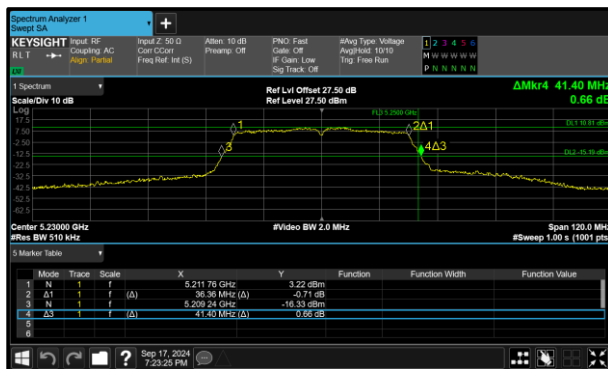 Spectrum Analyzer 1
Swept SA
+
KEYSIGHT Input: RF Input Z: 50 Ω Atten: 10 dB PNO: Fast #Avg Type: Voltage 1 2 3 4 5 6
RLT Coupling: AC Corr CCorr Preamp: Off Gate: Off Avg|Hold: 10/10 M W W W W W
Align: Partial Freq Ref: Int (S) IF Gain: Low Trig: Free Run
Sig Track: Off P N N N N N
1 Spectrum Ref Lvl Offset 27.50 dB ΔMkr4 41.40 MHz
Scale/Div 10 dB Ref Level 27.50 dBm 0.66 dB
Log
17.5
7.50
-2.50
-12.5
-22.5
-32.5
-42.5
-52.5
-62.5
1
2Δ1
3
4Δ3
DL1 10.81 dBm
DL2 -15.19 dBm
Center 5.23000 GHz #Video BW 2.0 MHz Span 120.0 MHz
#Res BW 510 kHz #Sweep 1.00 s (1001 pts)
5 Marker Table
Mode Trace Scale X Y Function Function Width Function Value
1 N 1 f 5.211 76 GHz 3.22 dBm
2 Δ1 1 f (Δ) 36.36 MHz (Δ) -0.71 dB
3 N 1 f 5.209 24 GHz -16.33 dBm
4 Δ3 1 f (Δ) 41.40 MHz (Δ) 0.66 dB
5
6
? Sep 17, 2024
7:23:25 PM